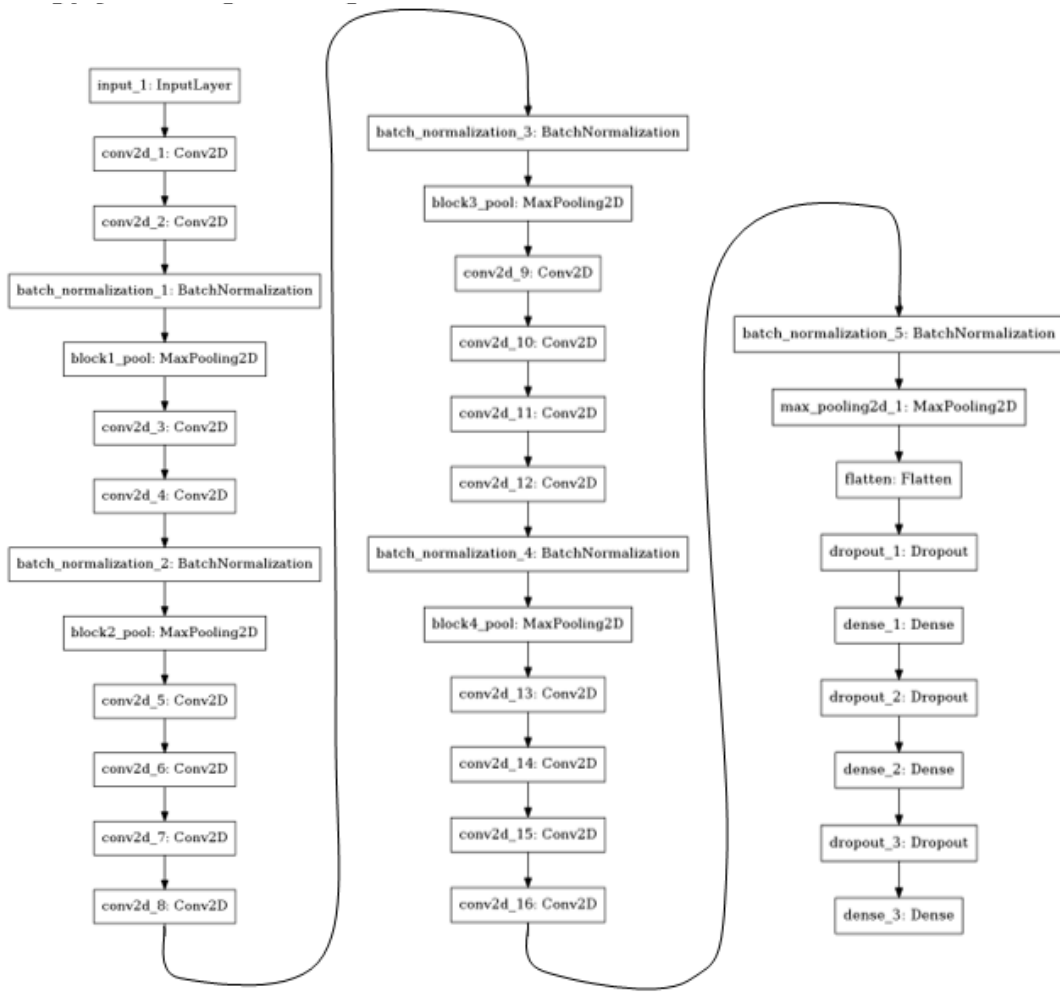 input_1: InputLayer
conv2d_1: Conv2D
conv2d_2: Conv2D
batch_normalization_1: BatchNormalization
block1_pool: MaxPooling2D
conv2d_3: Conv2D
conv2d_4: Conv2D
batch_normalization_2: BatchNormalization
block2_pool: MaxPooling2D
conv2d_5: Conv2D
conv2d_6: Conv2D
conv2d_7: Conv2D
conv2d_8: Conv2D
batch_normalization_3: BatchNormalization
block3_pool: MaxPooling2D
conv2d_9: Conv2D
conv2d_10: Conv2D
conv2d_11: Conv2D
conv2d_12: Conv2D
batch_normalization_4: BatchNormalization
block4_pool: MaxPooling2D
conv2d_13: Conv2D
conv2d_14: Conv2D
conv2d_15: Conv2D
conv2d_16: Conv2D
batch_normalization_5: BatchNormalization
max_pooling2d_1: MaxPooling2D
flatten: Flatten
dropout_1: Dropout
dense_1: Dense
dropout_2: Dropout
dense_2: Dense
dropout_3: Dropout
dense_3: Dense